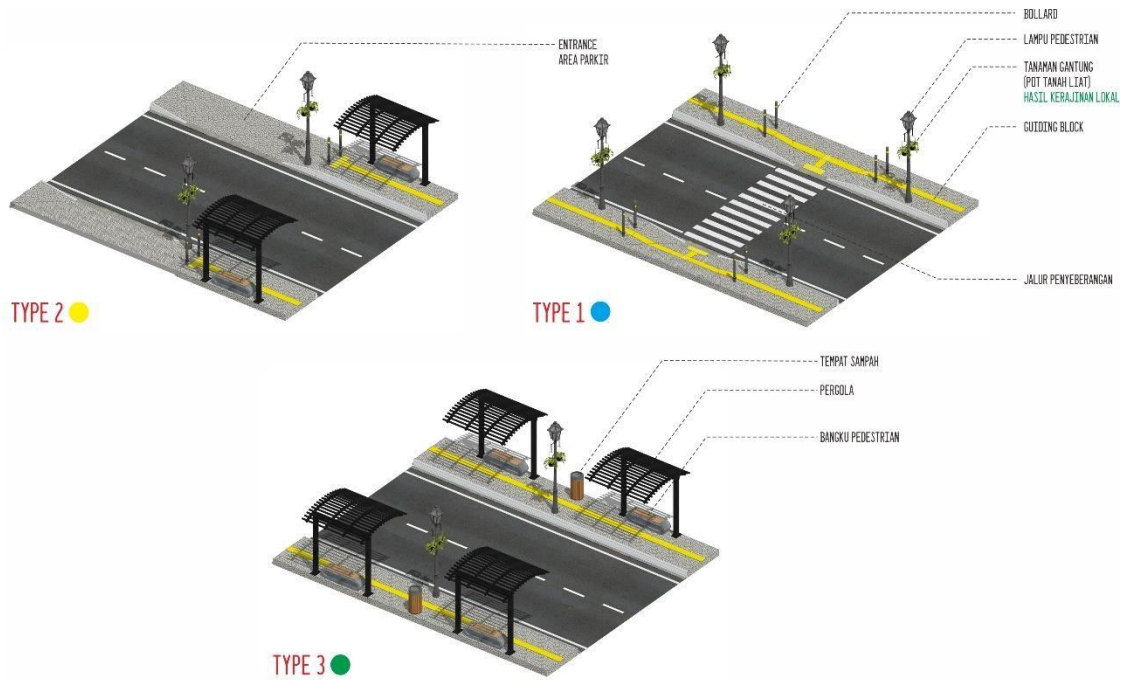 ENTRANCE
AREA PARKIR
TYPE 2
BOLLARD
LAMPU PEDESTRIAN
TANAMAN GANTUNG
(POT TANAH LIAT)
HASIL KERAJINAN LOKAL
GUIDING BLOCK
JALUR PENYEBERANGAN
TYPE 1
TEMPAT SAMPAH
PERGOLA
BANGKU PEDESTRIAN
TYPE 3